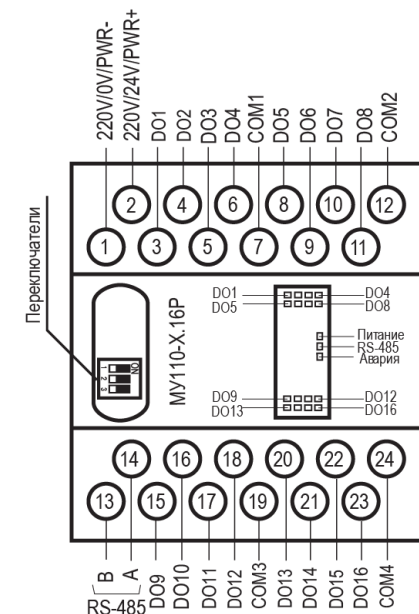 220V/0V/PWR-
220V/24V/PWR+
DO1
DO2
DO3
DO4
COM1
DO5
DO6
DO7
DO8
COM2
2
4
6
8
10
12
1
3
5
7
9
11
Переключатели
ON
1
2
3
МУ110-Х.16Р
DO1
DO4
DO5
DO8
Питание
RS-485
Авария
DO9
DO12
DO13
DO16
14
16
18
20
22
24
13
15
17
19
21
23
B
A
RS-485
DO9
DO10
DO11
DO12
COM3
DO13
DO14
DO15
DO16
COM4